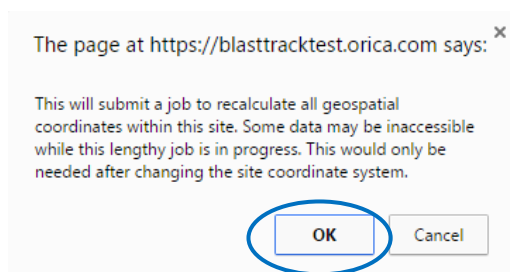 The page at https://blasttracktest.orica.com says:
This will submit a job to recalculate all geospatial
coordinates within this site. Some data may be inaccessible
while this lengthy job is in progress. This would only be
needed after changing the site coordinate system.
OK
Cancel